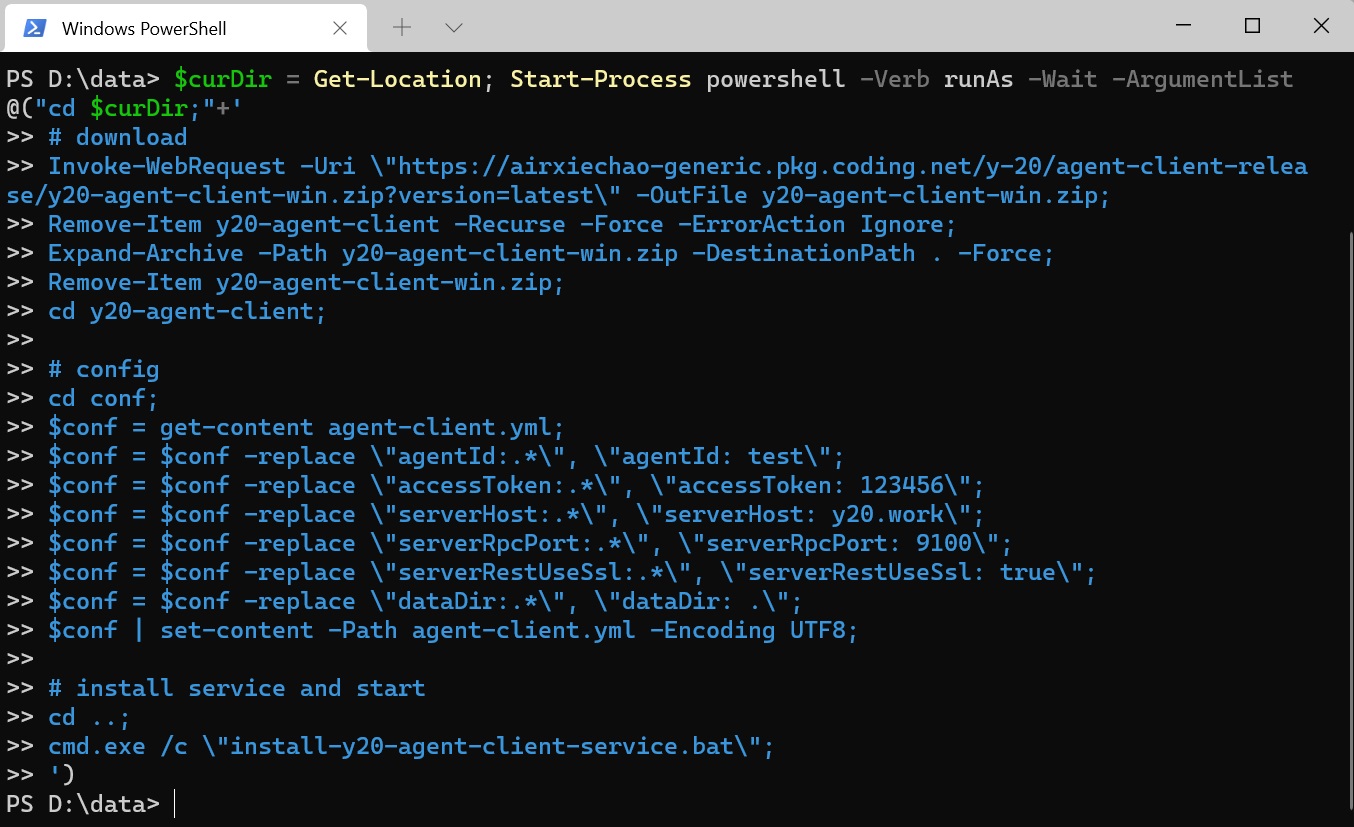 Windows PowerShell
PS D:\data> $curDir = Get-Location; Start-Process powershell -Verb runAs -Wait -ArgumentList
@("cd $curDir;"+'
>> # download
>> Invoke-WebRequest -Uri \"https://airxiechao-generic.pkg.coding.net/y-20/agent-client-relea
se/y20-agent-client-win.zip?version=latest\" -OutFile y20-agent-client-win.zip;
>> Remove-Item y20-agent-client -Recurse -Force -ErrorAction Ignore;
>> Expand-Archive -Path y20-agent-client-win.zip -DestinationPath . -Force;
>> Remove-Item y20-agent-client-win.zip;
>> cd y20-agent-client;
>>
>> # config
>> cd conf;
>> $conf = get-content agent-client.yml;
>> $conf = $conf -replace \"agentId:.*\", \"agentId: test\";
>> $conf = $conf -replace \"accessToken:.*\", \"accessToken: 123456\";
>> $conf = $conf -replace \"serverHost:.*\", \"serverHost: y20.work\";
>> $conf = $conf -replace \"serverRpcPort:.*\", \"serverRpcPort: 9100\";
>> $conf = $conf -replace \"serverRestUseSsl:.*\", \"serverRestUseSsl: true\";
>> $conf = $conf -replace \"dataDir:.*\", \"dataDir: .\";
>> $conf | set-content -Path agent-client.yml -Encoding UTF8;
>>
>> # install service and start
>> cd ..;
>> cmd.exe /c \"install-y20-agent-client-service.bat\";
>> ')
PS D:\data>